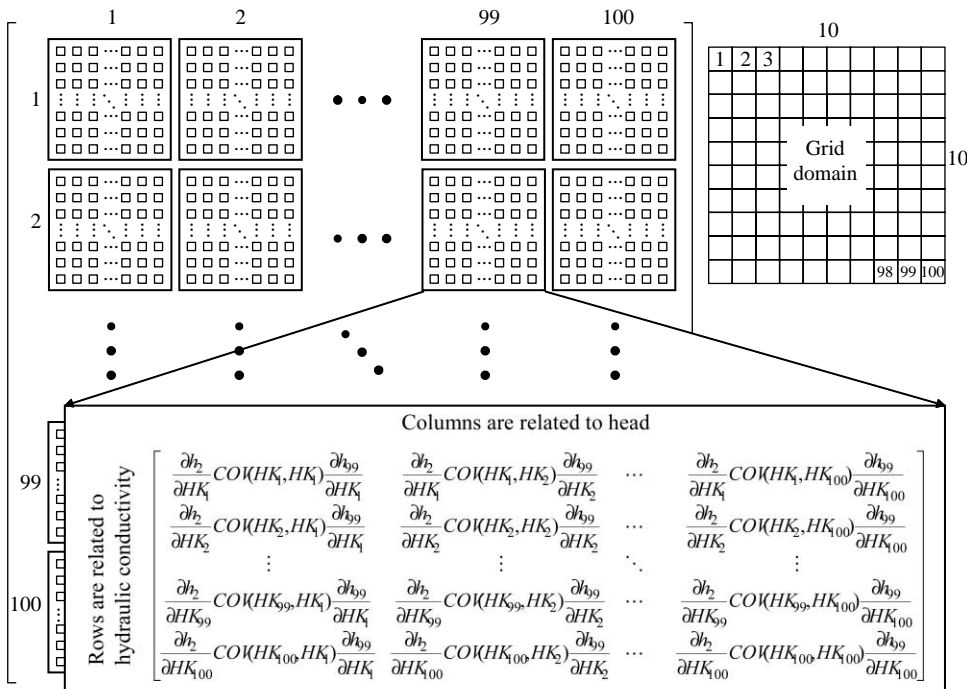 1 2 99 100
10
1 2 3
1
10
Grid
domain
2
98 99 100
Columns are related to head
99
100
Rows are related to
hydraulic conductivity
∂h₂/∂HK₁ COV(HK₁,HK₁) ∂h₉₉/∂HK₁ ∂h₂/∂HK₁ COV(HK₁,HK₂) ∂h₉₉/∂HK₂ ⋯ ∂h₂/∂HK₁ COV(HK₁,HK₁₀₀) ∂h₉₉/∂HK₁₀₀
∂h₂/∂HK₂ COV(HK₂,HK₁) ∂h₉₉/∂HK₁ ∂h₂/∂HK₂ COV(HK₂,HK₂) ∂h₉₉/∂HK₂ ⋯ ∂h₂/∂HK₂ COV(HK₂,HK₁₀₀) ∂h₉₉/∂HK₁₀₀
⋮ ⋮ ⋱ ⋮
∂h₂/∂HK₉₉ COV(HK₉₉,HK₁) ∂h₉₉/∂HK₁ ∂h₂/∂HK₉₉ COV(HK₉₉,HK₂) ∂h₉₉/∂HK₂ ⋯ ∂h₂/∂HK₉₉ COV(HK₉₉,HK₁₀₀) ∂h₉₉/∂HK₁₀₀
∂h₂/∂HK₁₀₀ COV(HK₁₀₀,HK₁) ∂h₉₉/∂HK₁ ∂h₂/∂HK₁₀₀ COV(HK₁₀₀,HK₂) ∂h₉₉/∂HK₂ ⋯ ∂h₂/∂HK₁₀₀ COV(HK₁₀₀,HK₁₀₀) ∂h₉₉/∂HK₁₀₀